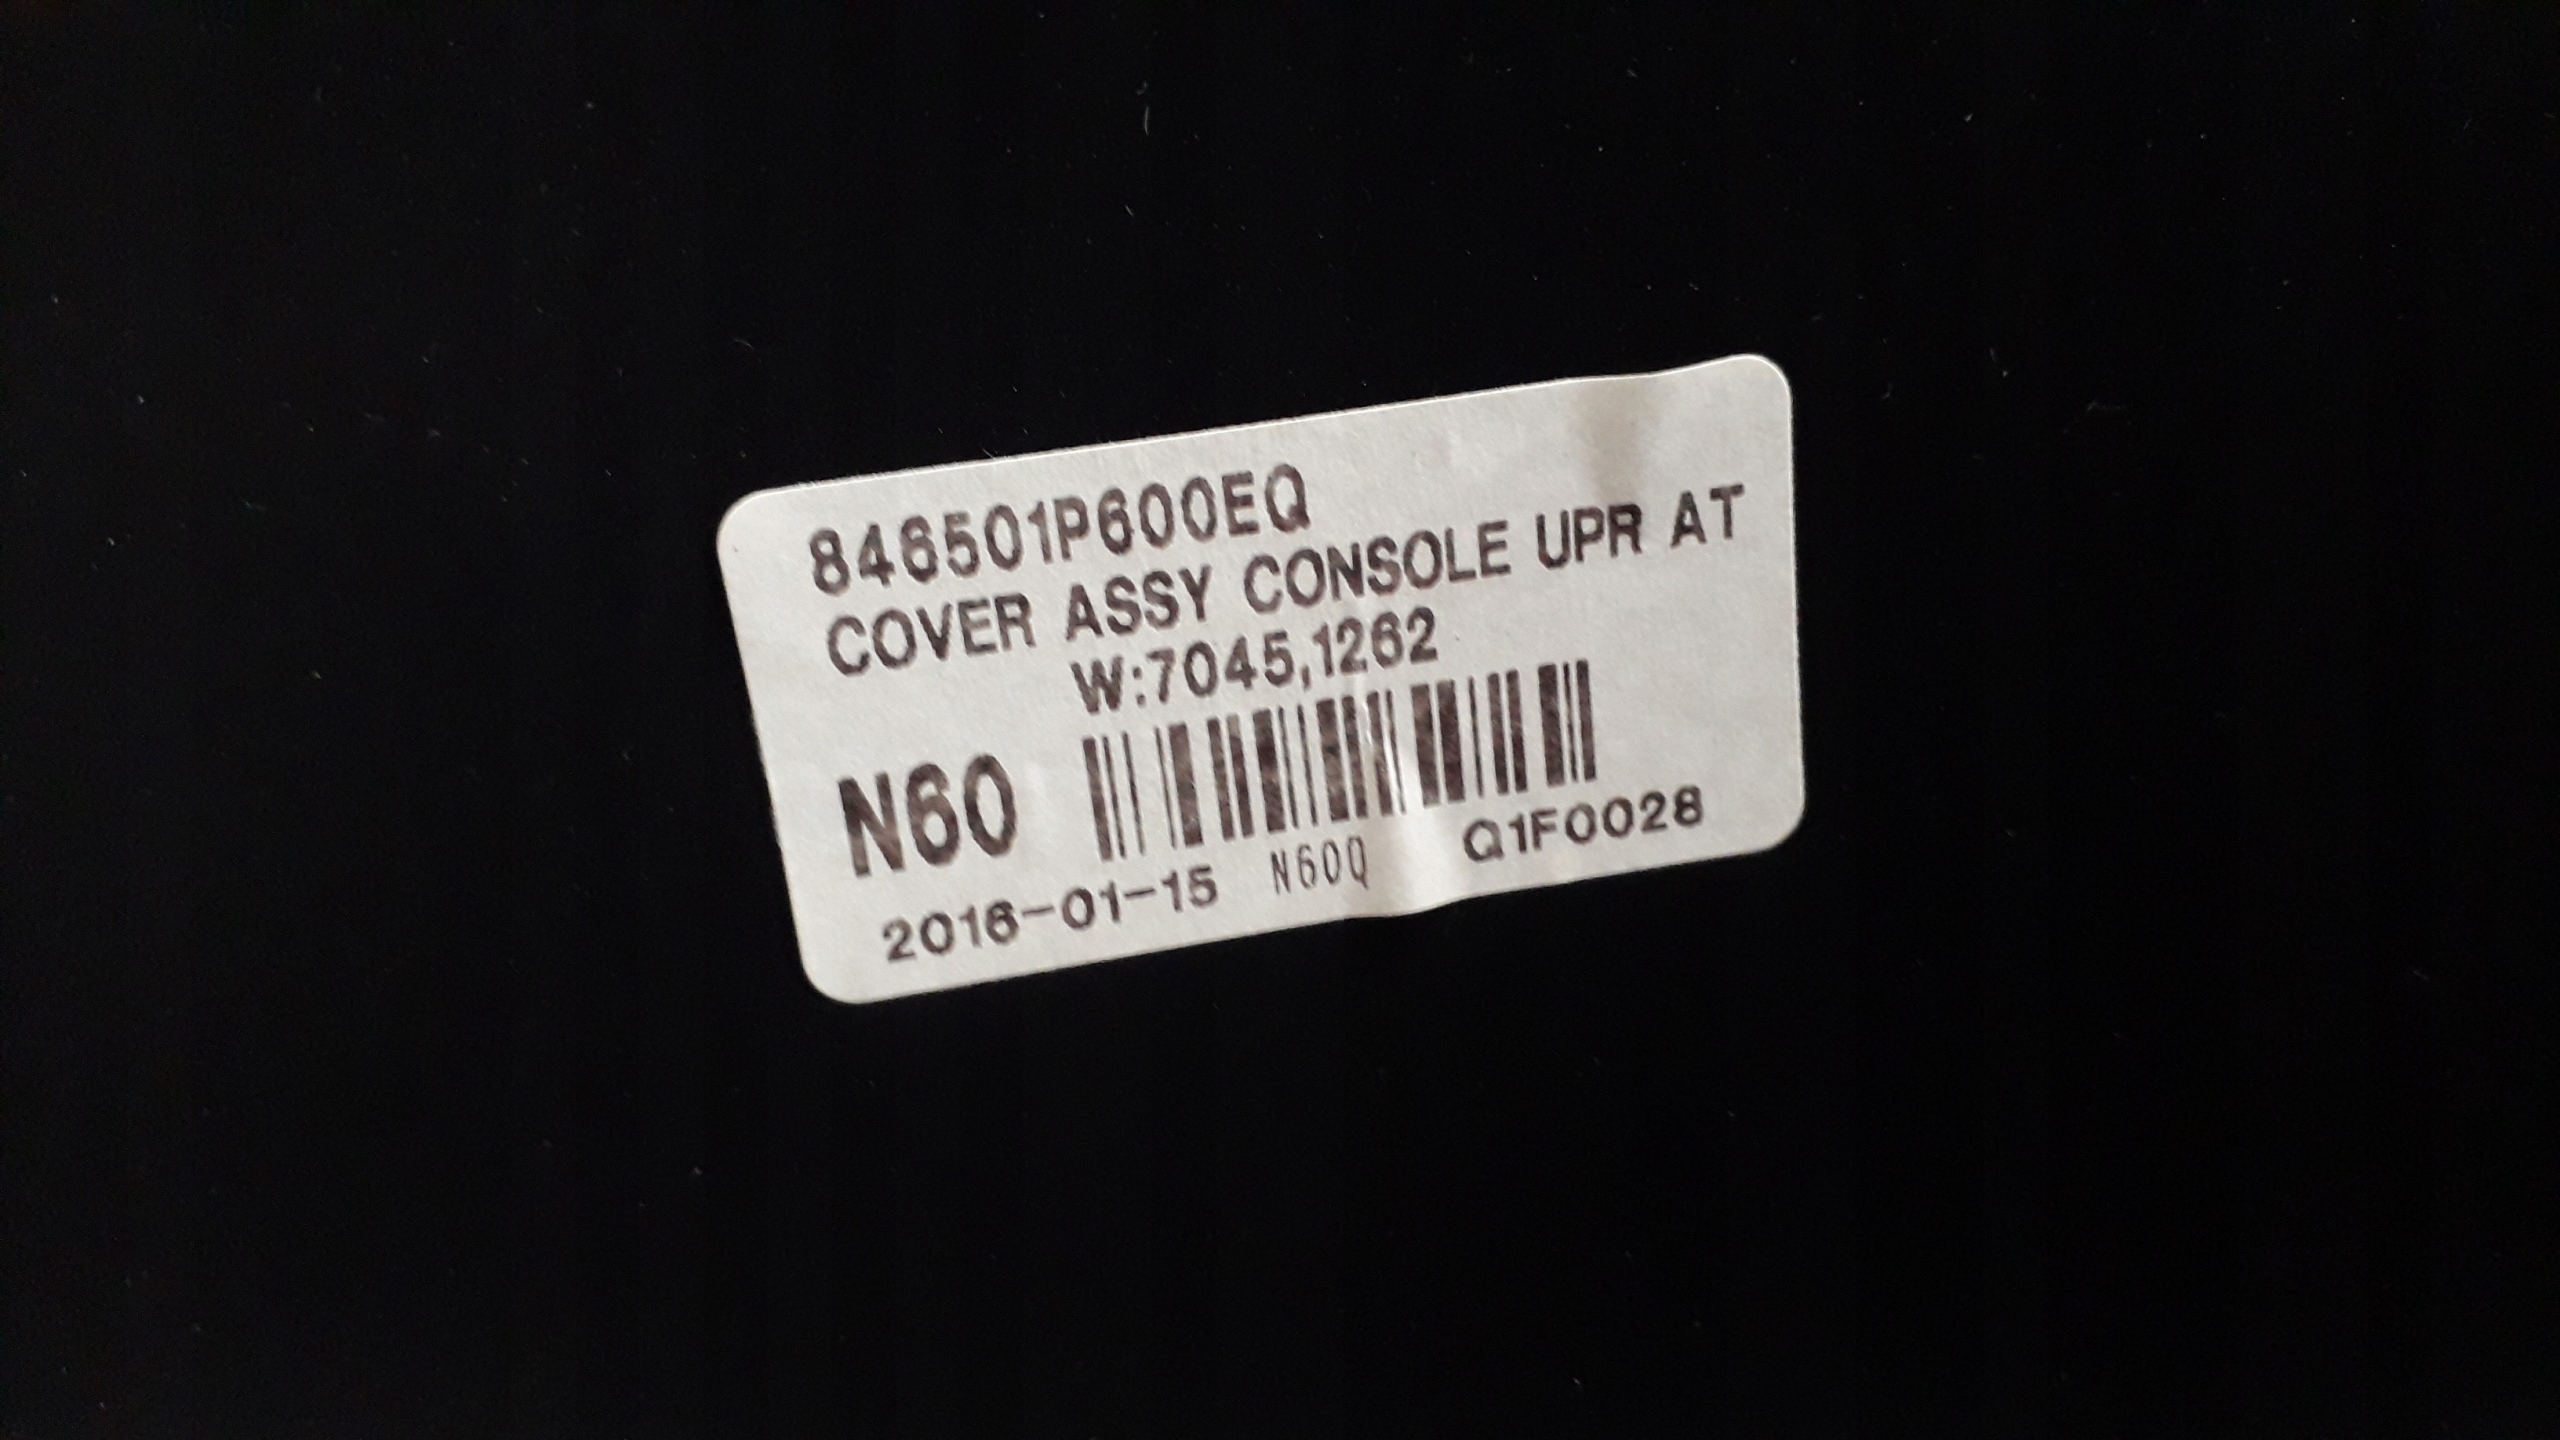 846501P600EQ
COVER ASSY CONSOLE UPR AT
W:7045,1262
N60
2016-01-15 N60Q Q1F0028